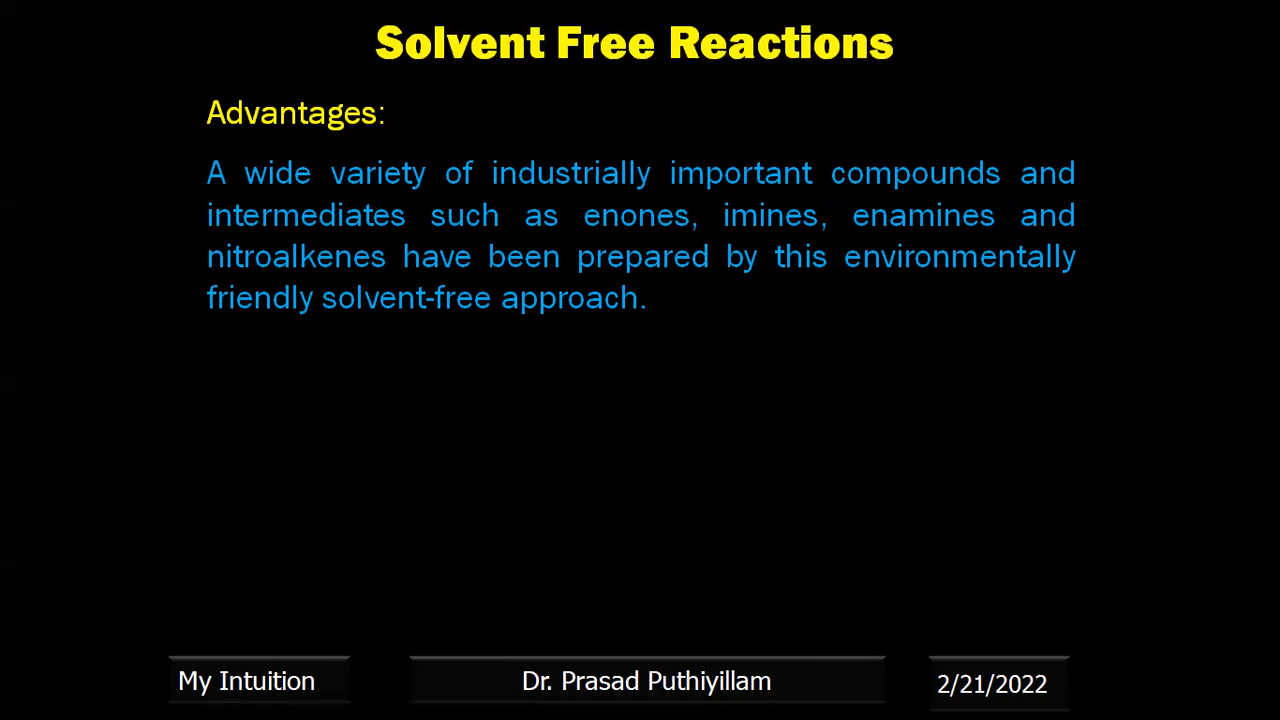 Solvent Free Reactions
Advantages:
A wide variety of industrially important compounds and
intermediates such as enones, imines, enamines and
nitroalkenes have been prepared by this environmentally
friendly solvent-free approach.
My Intuition
Dr. Prasad Puthiyillam
2/21/2022